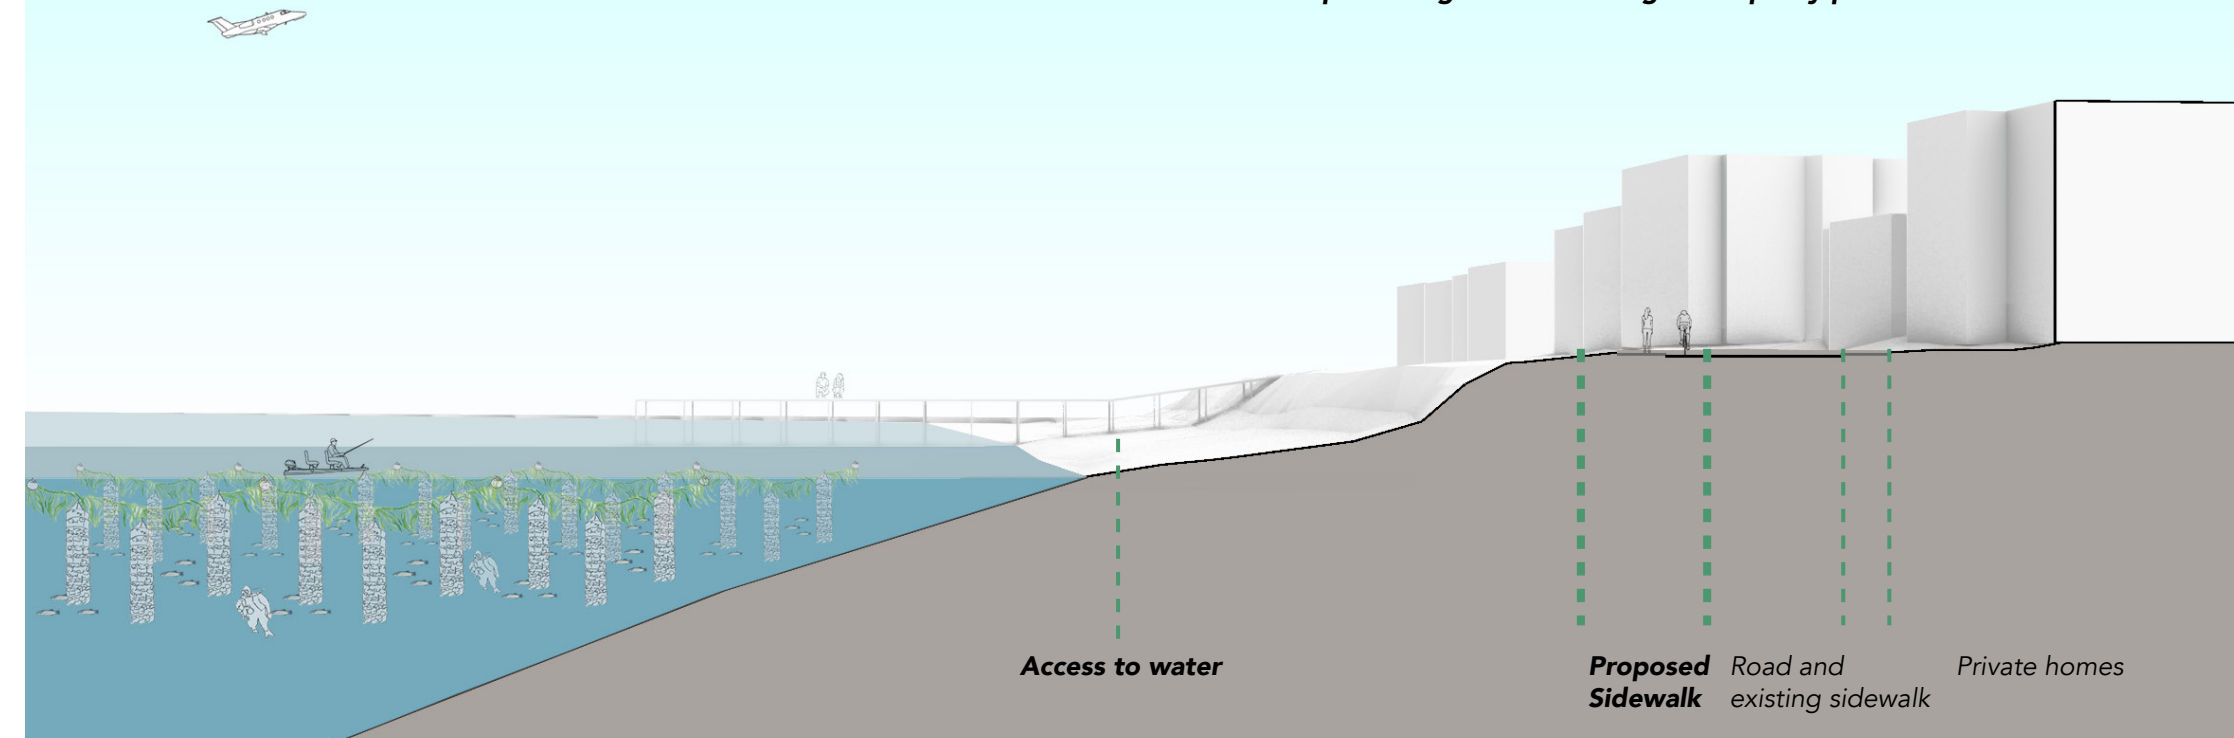 Access to water
Proposed
Sidewalk
Road and
existing sidewalk
Private homes